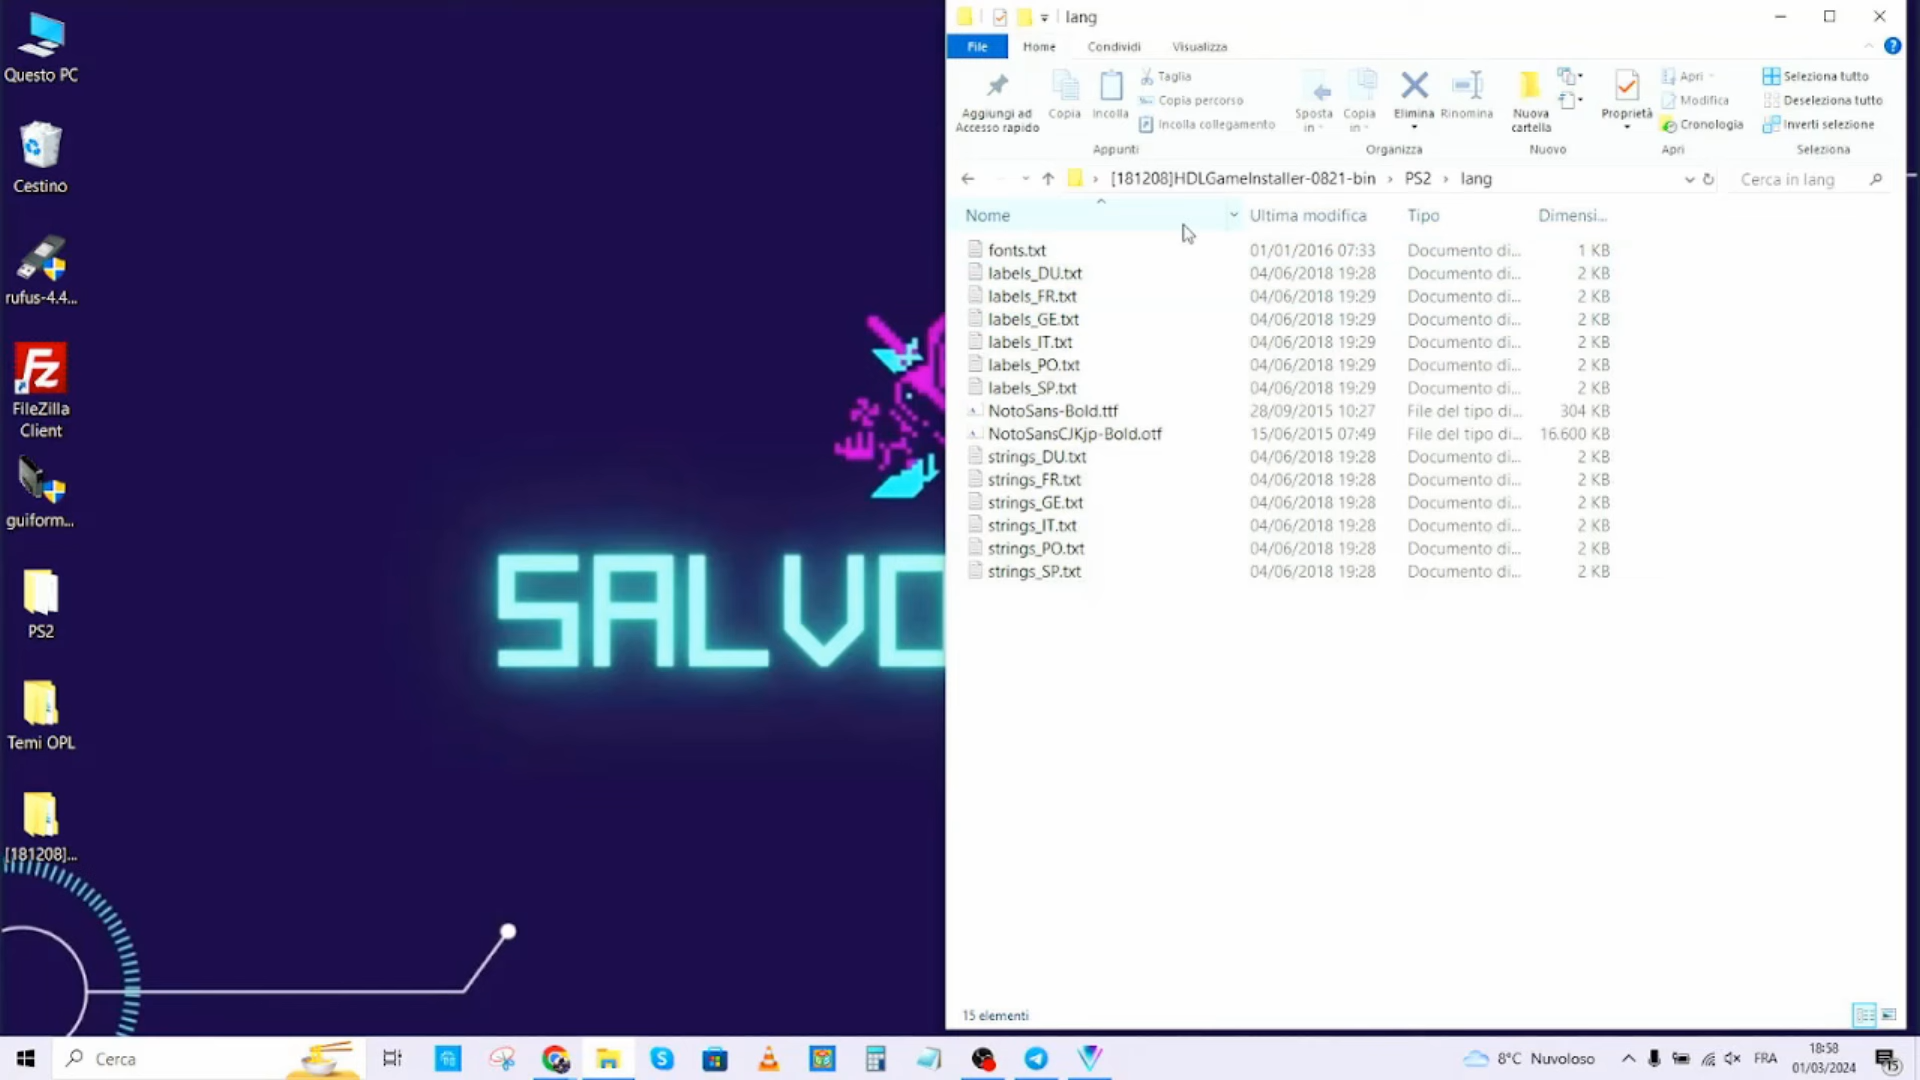 Questo PC
Cestino
rufus-4.4...
FileZilla
Client
guiform...
PS2
Temi OPL
[181208]...
SALVO
lang
File Home Condividi Visualizza
Aggiungi ad
Accesso rapido
Copia
Incolla
Taglia
Copia percorso
Incolla collegamento
Appunti
Sposta
in
Copia
in
Elimina
Rinomina
Organizza
Nuova
cartella
Nuovo
Proprietà
Apri
Modifica
Cronologia
Apri
Seleziona tutto
Deseleziona tutto
Inverti selezione
Seleziona
[181208]HDLGameInstaller-0821-bin › PS2 › lang
Cerca in lang
Nome Ultima modifica Tipo Dimensi...
fonts.txt 01/01/2016 07:33 Documento di... 1 KB
labels_DU.txt 04/06/2018 19:28 Documento di... 2 KB
labels_FR.txt 04/06/2018 19:29 Documento di... 2 KB
labels_GE.txt 04/06/2018 19:29 Documento di... 2 KB
labels_IT.txt 04/06/2018 19:29 Documento di... 2 KB
labels_PO.txt 04/06/2018 19:29 Documento di... 2 KB
labels_SP.txt 04/06/2018 19:29 Documento di... 2 KB
NotoSans-Bold.ttf 28/09/2015 10:27 File del tipo di... 304 KB
NotoSansCJKjp-Bold.otf 15/06/2015 07:49 File del tipo di... 16.600 KB
strings_DU.txt 04/06/2018 19:28 Documento di... 2 KB
strings_FR.txt 04/06/2018 19:28 Documento di... 2 KB
strings_GE.txt 04/06/2018 19:28 Documento di... 2 KB
strings_IT.txt 04/06/2018 19:28 Documento di... 2 KB
strings_PO.txt 04/06/2018 19:28 Documento di... 2 KB
strings_SP.txt 04/06/2018 19:28 Documento di... 2 KB
15 elementi
Cerca
8°C Nuvoloso
FRA
18:58
01/03/2024
15